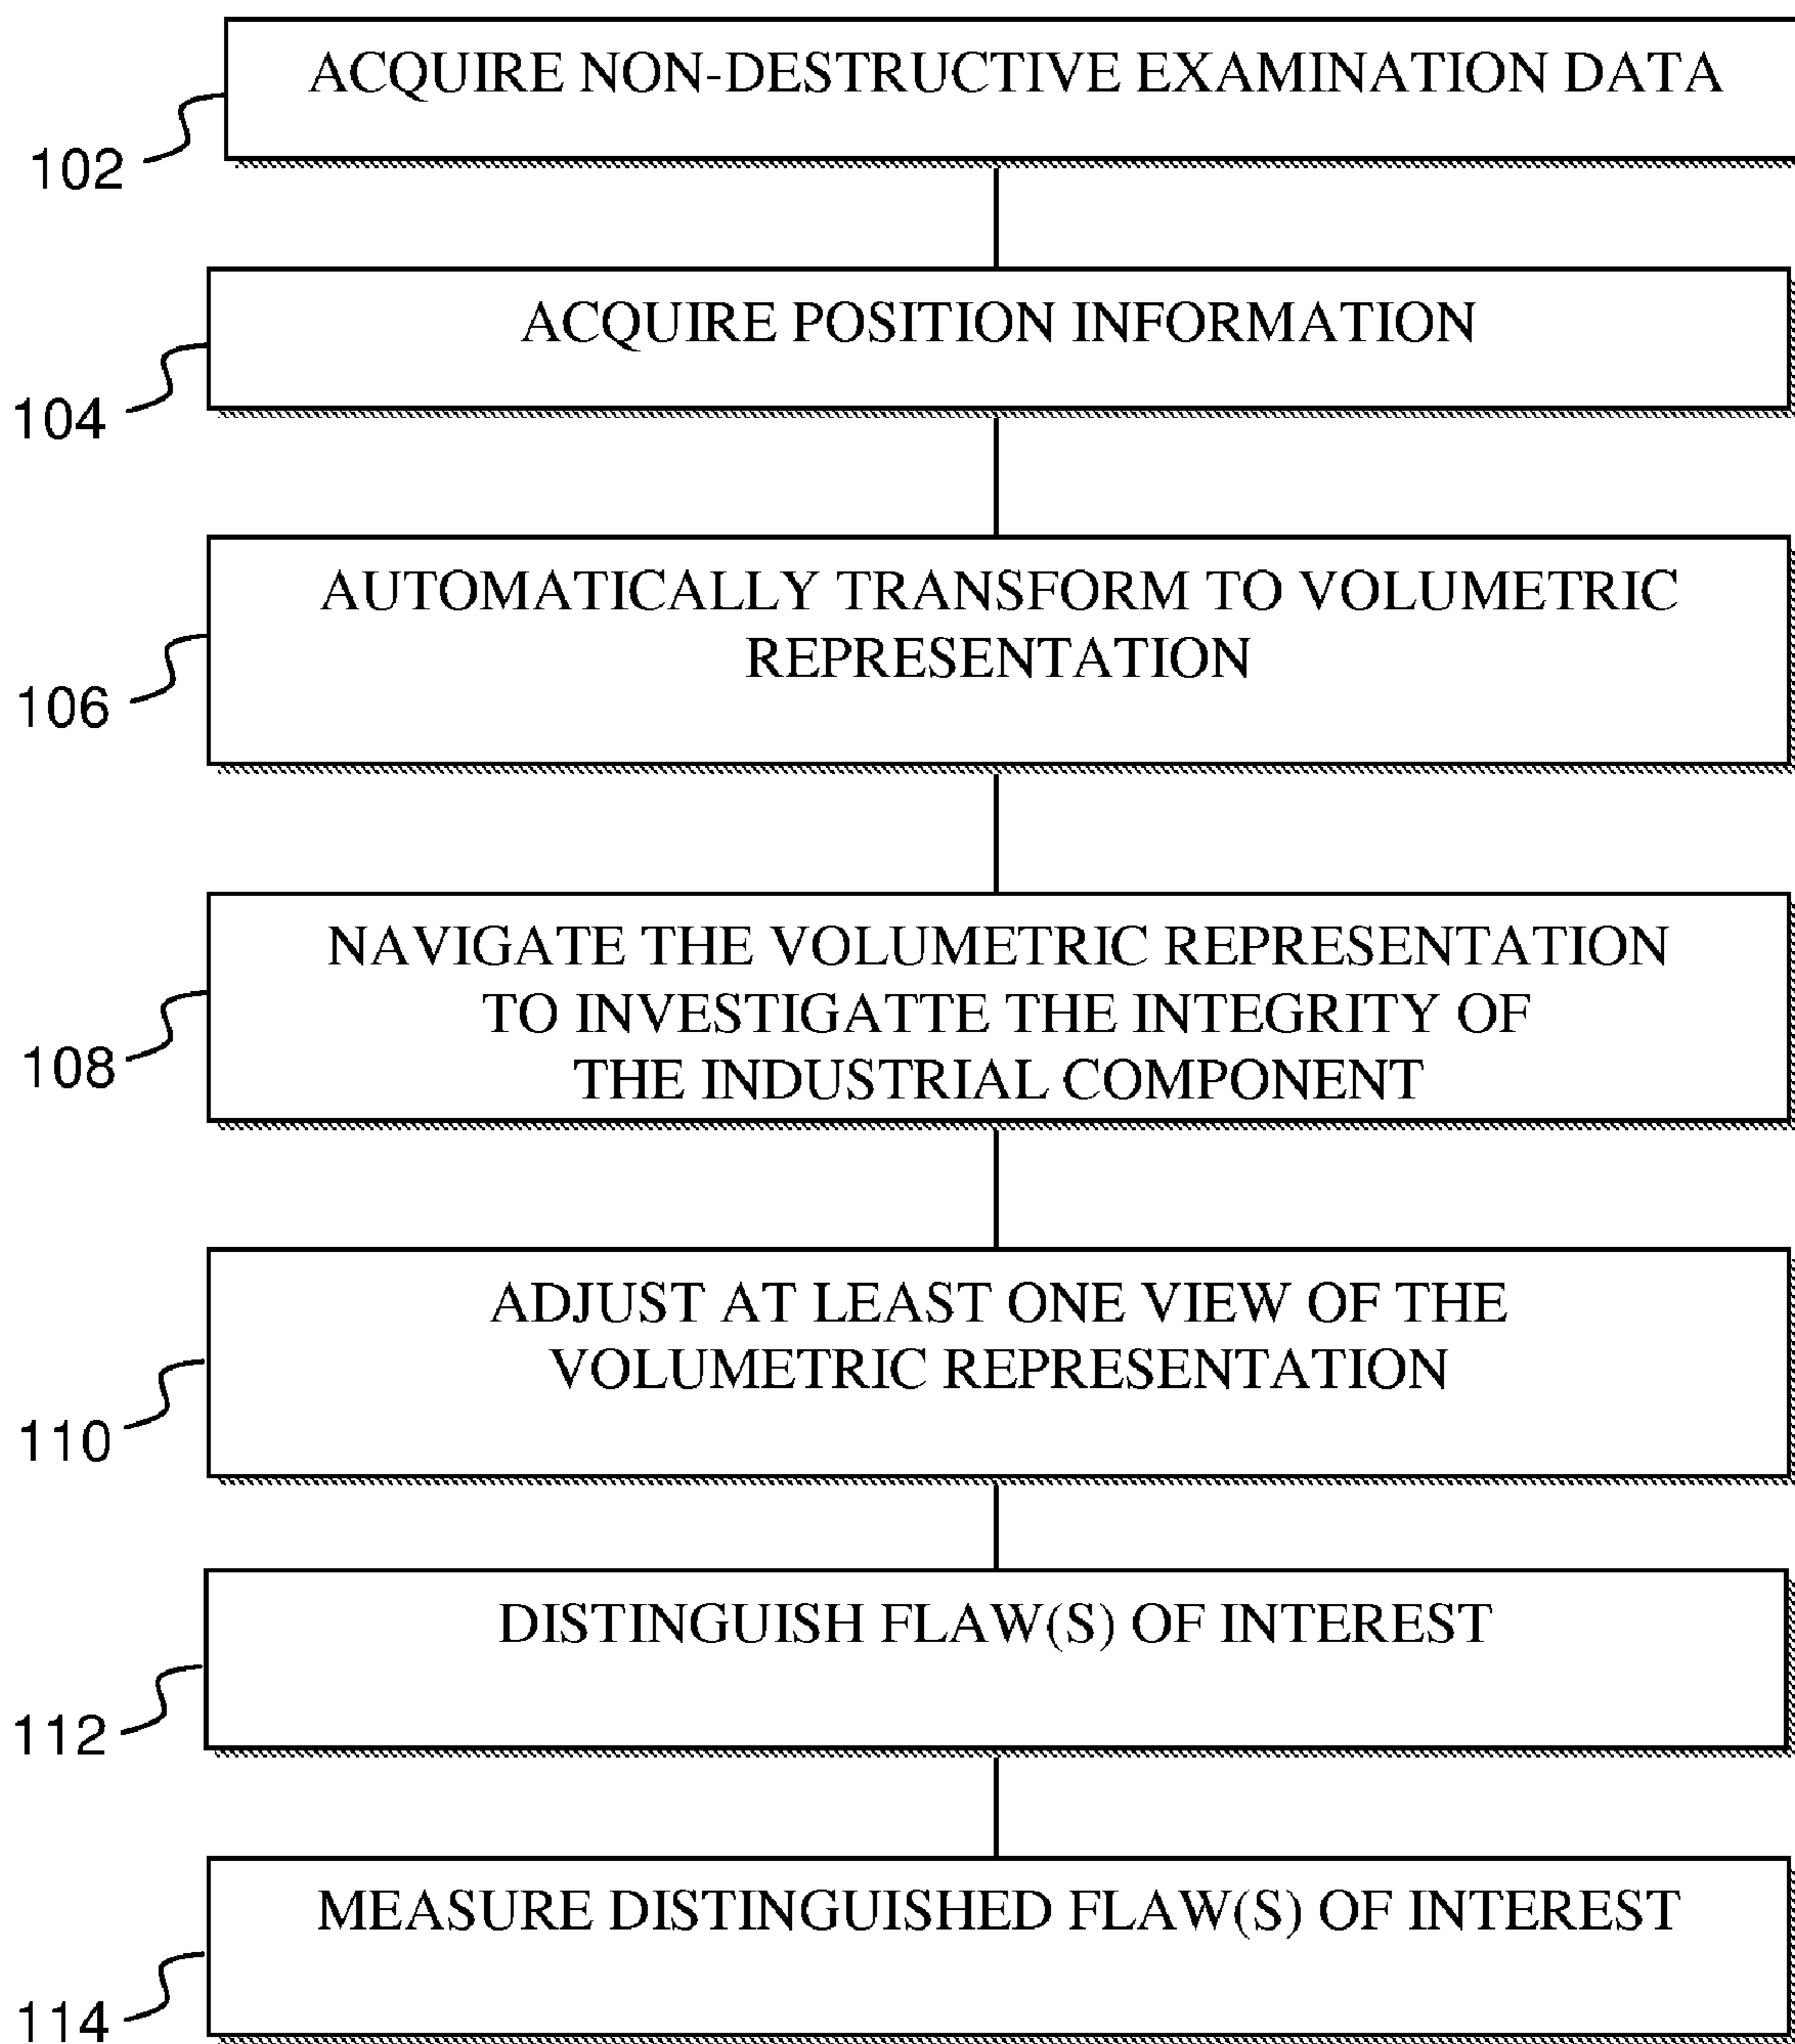 ACQUIRE NON-DESTRUCTIVE EXAMINATION DATA
102
ACQUIRE POSITION INFORMATION
104
AUTOMATICALLY TRANSFORM TO VOLUMETRIC
REPRESENTATION
106
NAVIGATE THE VOLUMETRIC REPRESENTATION
TO INVESTIGATTE THE INTEGRITY OF
THE INDUSTRIAL COMPONENT
108
ADJUST AT LEAST ONE VIEW OF THE
VOLUMETRIC REPRESENTATION
110
DISTINGUISH FLAW(S) OF INTEREST
112
MEASURE DISTINGUISHED FLAW(S) OF INTEREST
114